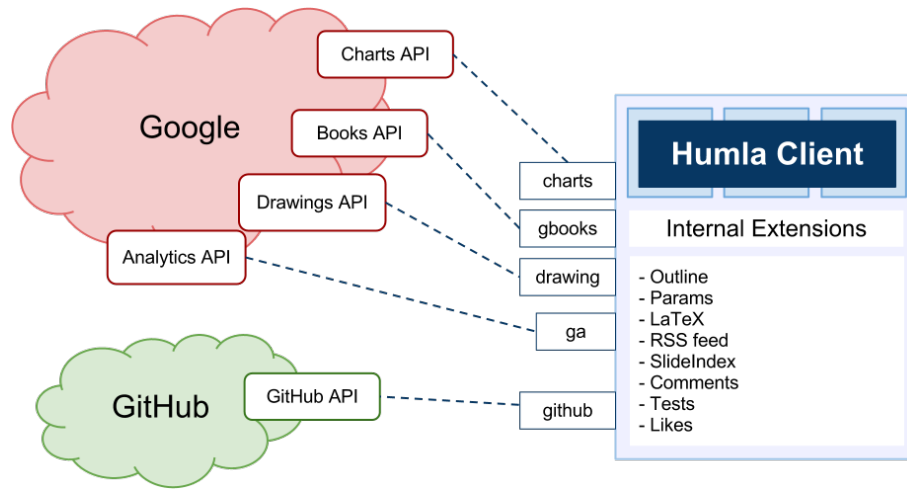 Charts API
Google
Books API
Drawings API
Analytics API
GitHub
GitHub API
charts
gbooks
drawing
ga
github
Humla Client
Internal Extensions
- Outline
- Params
- LaTeX
- RSS feed
- SlideIndex
- Comments
- Tests
- Likes